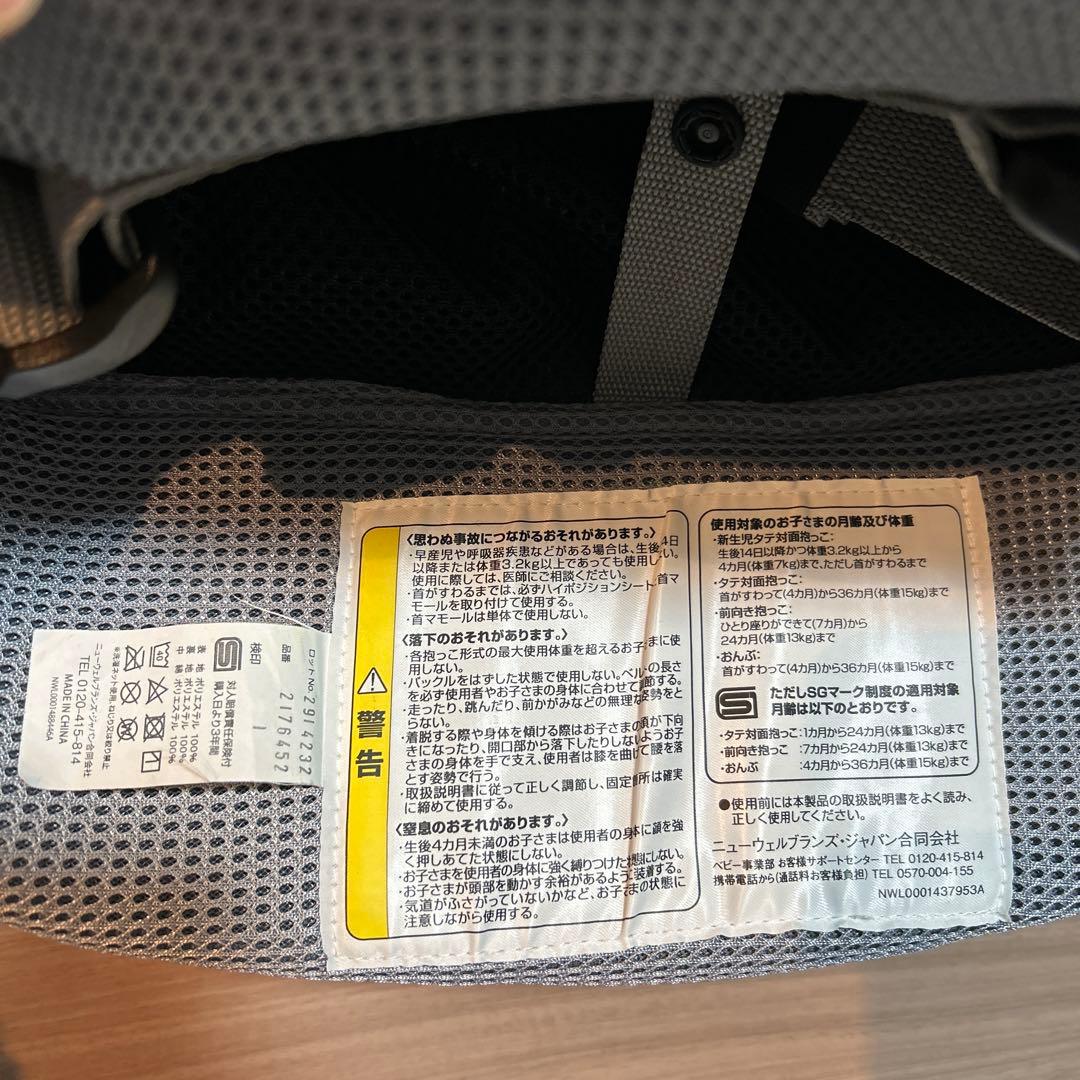 警告
〈思わぬ事故につながるおそれがあります。〉
・早産児や呼吸器疾患などがある場合は、生後 4日
以降または体重3.2kg以上であっても使用し い。
使用に際しては、医師にご相談ください。
・首がすわるまでは、必ずハイポジションシート 首マ
モールを取付けて使用する。
・首マモールは単体で使用しない。
〈落下のおそれがあります。〉
・各抱っこ形式の最大使用体重を超えるお子 まに使
用しない。
・バックルをはずした状態で使用しない。ベルトの長さ
を必ず使用者やお子さまの身体に合わせて調節する。
・走ったり、跳んだり、前かがみなどの無理な姿勢をと
らない。
・着脱する際や身体を傾ける際はお子さまの頭が下向
きになったり、開口部から落下したりしないようお子
さまの身体を手で支え、使用者は膝を曲げて腰を落
とす姿勢で行う。
・取扱説明書に従って正しく調節し、固定箇所は確実
に締めて使用する。
〈窒息のおそれがあります。〉
・生後4カ月未満のお子さまは使用者の身体に顔を強
く押しあてた状態にしない。
・お子さまを使用者の身体に強く縛りつけた状態にしない。
・お子さまが頭部を動かす余裕があるように装着する。
・気道がふさがっていないかなど、お子さまの状態に
注意しながら使用する。
使用対象のお子さまの月齢及び体重
・新生児タテ対面抱っこ:
生後14日以降かつ体重3.2kg以上から
4カ月(体重7kg)まで、ただし首がすわるまで
・タテ対面抱っこ:
首がすわって(4カ月)から36カ月(体重15kg)まで
・前向き抱っこ:
ひとり座りができて(7カ月)から
24カ月(体重13kg)まで
・おんぶ:
首がすわって(4カ月)から36カ月(体重15kg)まで
ただしSGマーク制度の適用対象
月齢は以下のとおりです。
・タテ対面抱っこ:1カ月から24カ月(体重13kg)まで
・前向き抱っこ :7カ月から24カ月(体重13kg)まで
・おんぶ :4カ月から36カ月(体重15kg)まで
●使用前には本製品の取扱説明書をよく読み、
正しく使用してください。
ニューウェルブランズ・ジャパン合同会社
ベビー事業部 お客様サポートセンター TEL 0120-415-814
携帯電話から(通話料お客様負担) TEL 0570-004-155
NWL0001437953A
ロットNo. 29T4232
品番 2176452
検印 1
対人賠償責任保険付
購入日より3年間
表地 ポリエステル 100%
裏地 ポリエステル 100%
中綿 ポリエステル 100%
※洗濯ネット使用、ねじり又は絞り禁止
ニューウェルブランズ・ジャパン合同会社
TEL 0120-415-814
MADE IN CHINA
NWL0001488446A